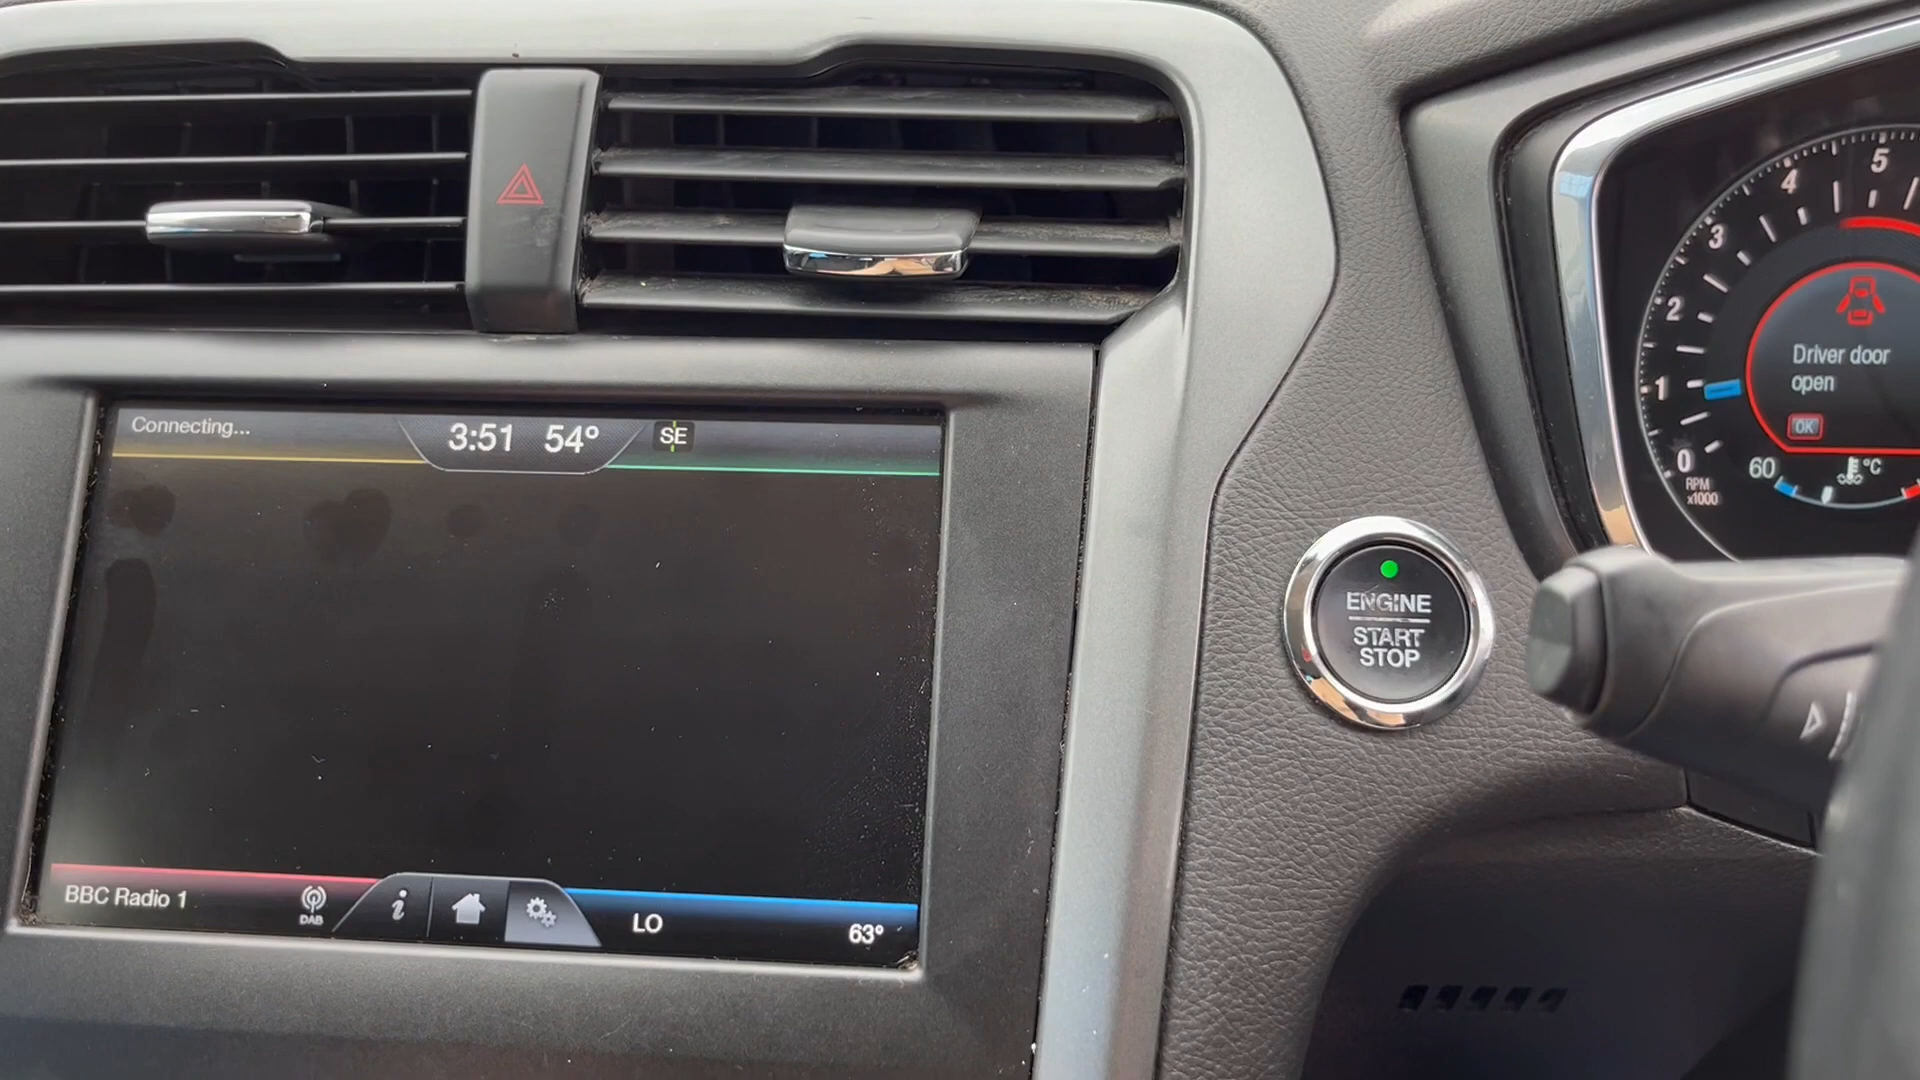 Connecting...
3:51 54° SE
BBC Radio 1
DAB
i
LO
63°
ENGINE
START
STOP
5
4
3
2
1
0
RPM
x1000
Driver door
open
OK
60
°C